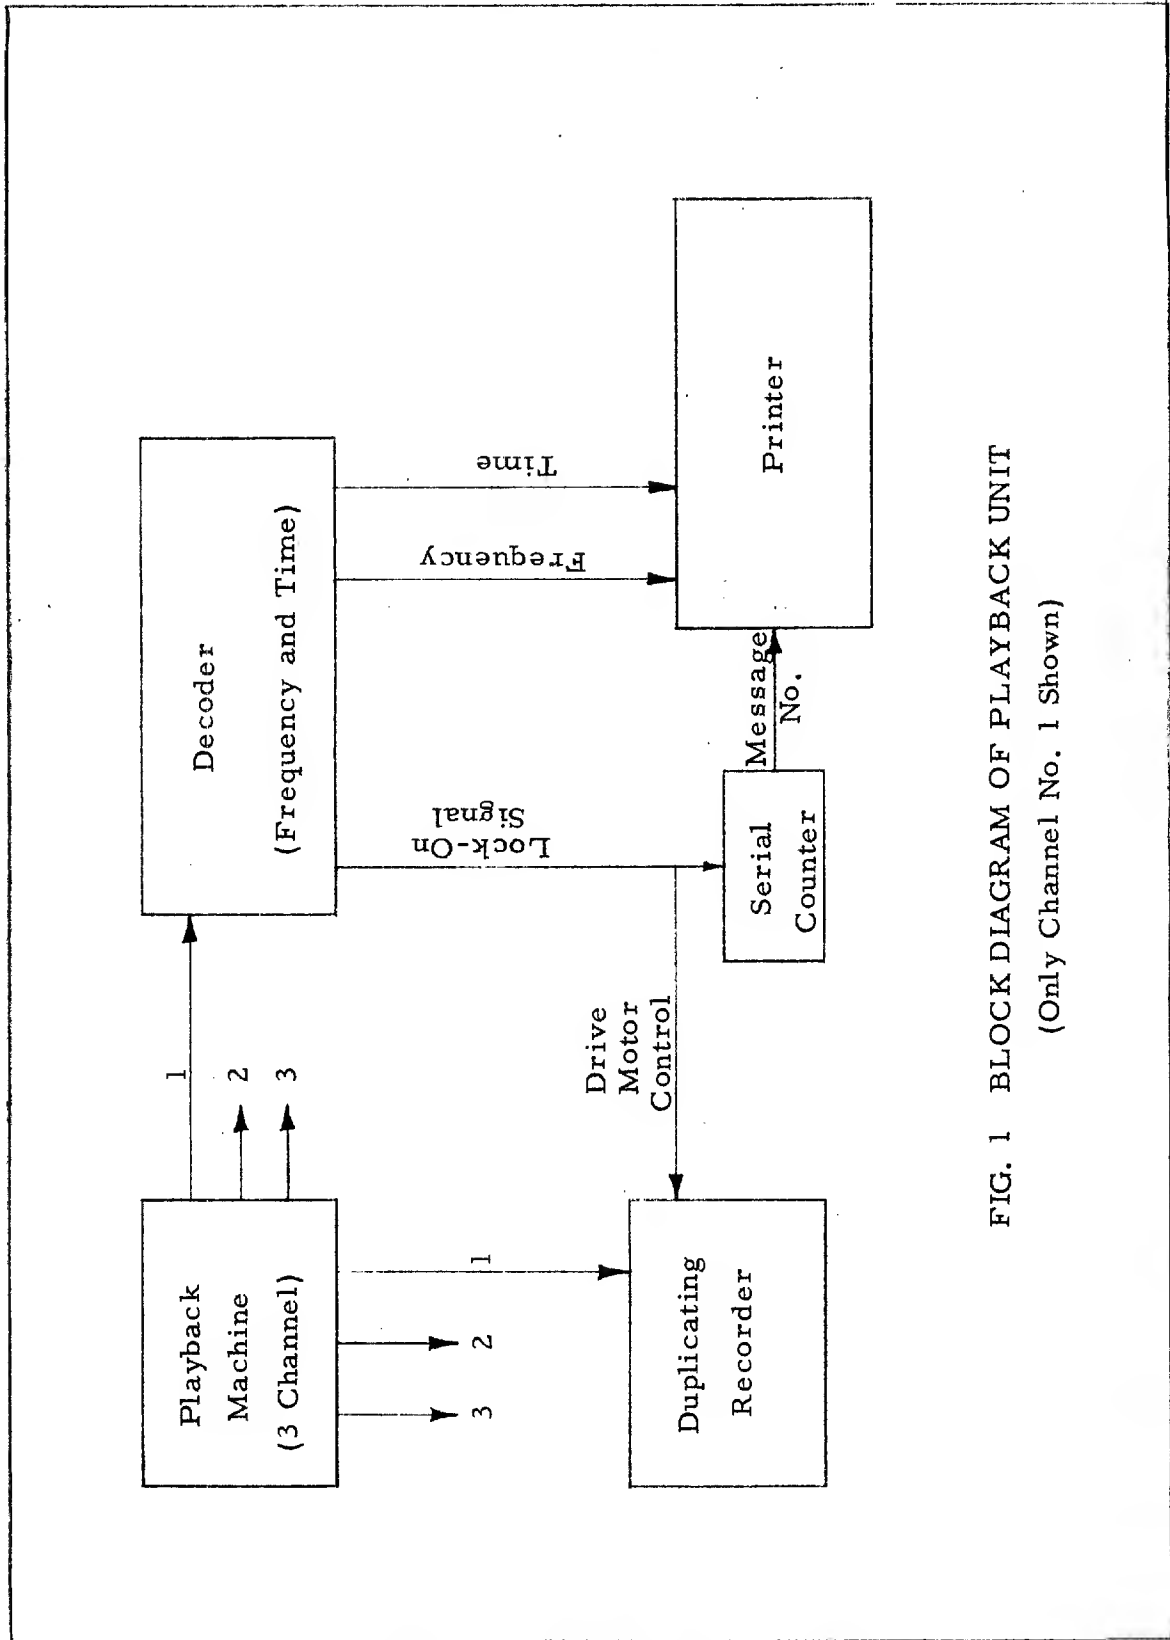 Playback
Machine
(3 Channel)
1
2
3
1
2
3
Decoder
(Frequency and Time)
Lock-On
Signal
Frequency
Time
Drive
Motor
Control
Duplicating
Recorder
Serial
Counter
Message
No.
Printer
FIG. 1 BLOCK DIAGRAM OF PLAYBACK UNIT
(Only Channel No. 1 Shown)